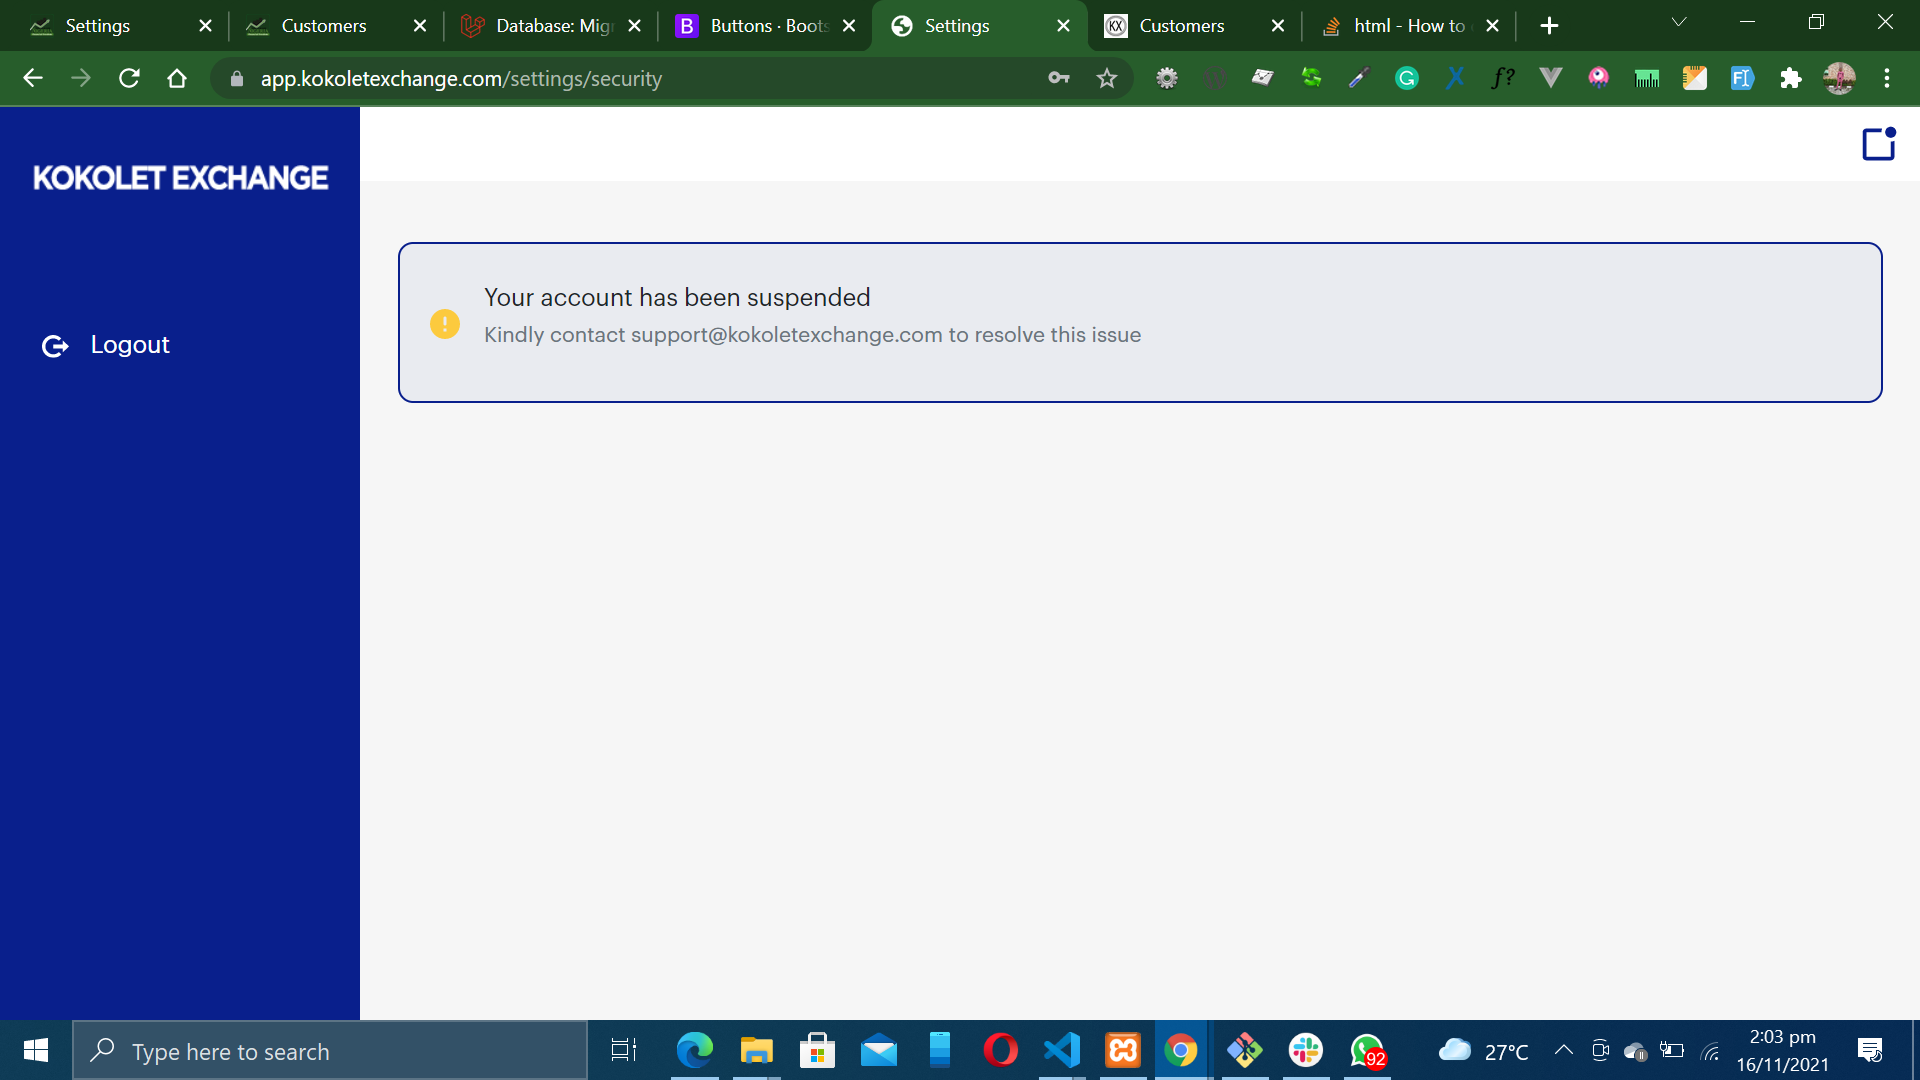 Settings
Customers
Database: Migr
Buttons · Boots
Settings
Customers
html - How to
app.kokoletexchange.com/settings/security
KOKOLET EXCHANGE
Logout
Your account has been suspended
Kindly contact support@kokoletexchange.com to resolve this issue
Type here to search
92
27°C
2:03 pm
16/11/2021